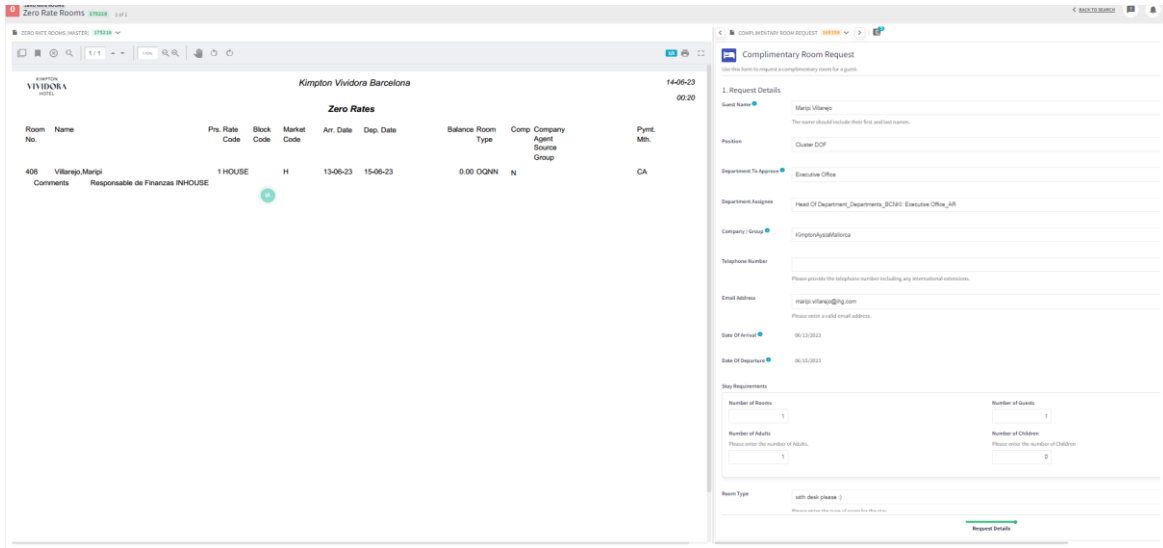 0
Zero Rate Rooms 375219 1 of 1
< BACK TO SEARCH
ZERO RATE ROOMS (MASTER) 375219
1 / 1
KIMPTON
VIVIDORA
HOTEL
Kimpton Vividora Barcelona
14-06-23
00:20
Zero Rates
Room No. Name Prs. Rate Code Block Code Market Code Arr. Date Dep. Date Balance Room Type Comp Company Agent Source Group Pymt. Mth.
408 Villarejo,Maripi 1 HOUSE H 13-06-23 15-06-23 0.00 OQNN N CA
Comments Responsable de Finanzas INHOUSE
COMPLIMENTARY ROOM REQUEST
Complimentary Room Request
Use this form to request a complimentary room for a guest.
1. Request Details
Guest Name
Maripi Villarejo
The name should include their first and last names.
Position
Cluster DOF
Department To Approve
Executive Office
Department Assignee
Head Of Department_Departments_BCNKI: Executive Office_AR
Company / Group
KimptonAyslaMallorca
Telephone Number
Please provide the telephone number including any international extensions.
Email Address
maripi.villarejo@ihg.com
Please enter a valid email address.
Date Of Arrival
06/13/2023
Date Of Departure
06/15/2023
Stay Requirements
Number of Rooms
1
Number of Guests
1
Number of Adults
Please enter the number of Adults.
1
Number of Children
Please enter the number of Children
0
Room Type
with desk please :)
Please enter the type of room for the stay.
Request Details